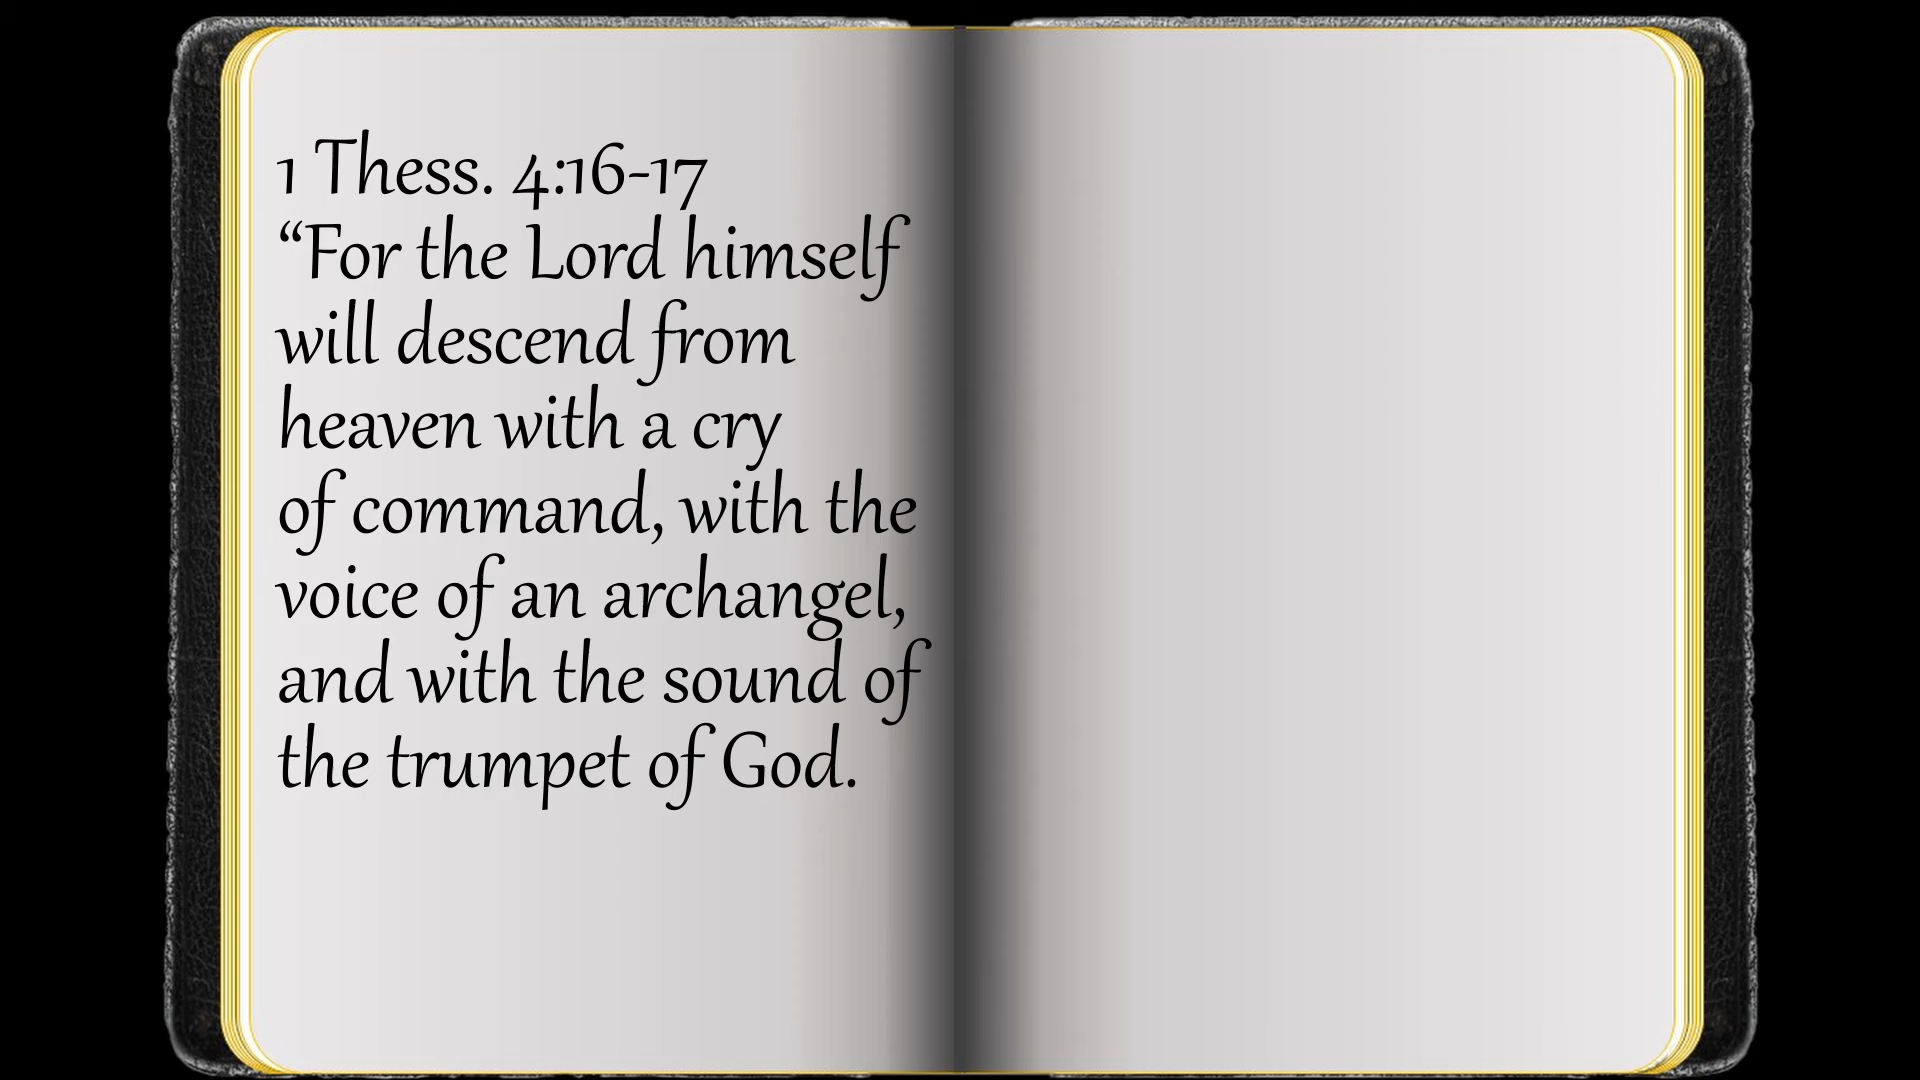 1 Thess. 4:16-17
“For the Lord himself
will descend from
heaven with a cry
of command, with the
voice of an archangel,
and with the sound of
the trumpet of God.